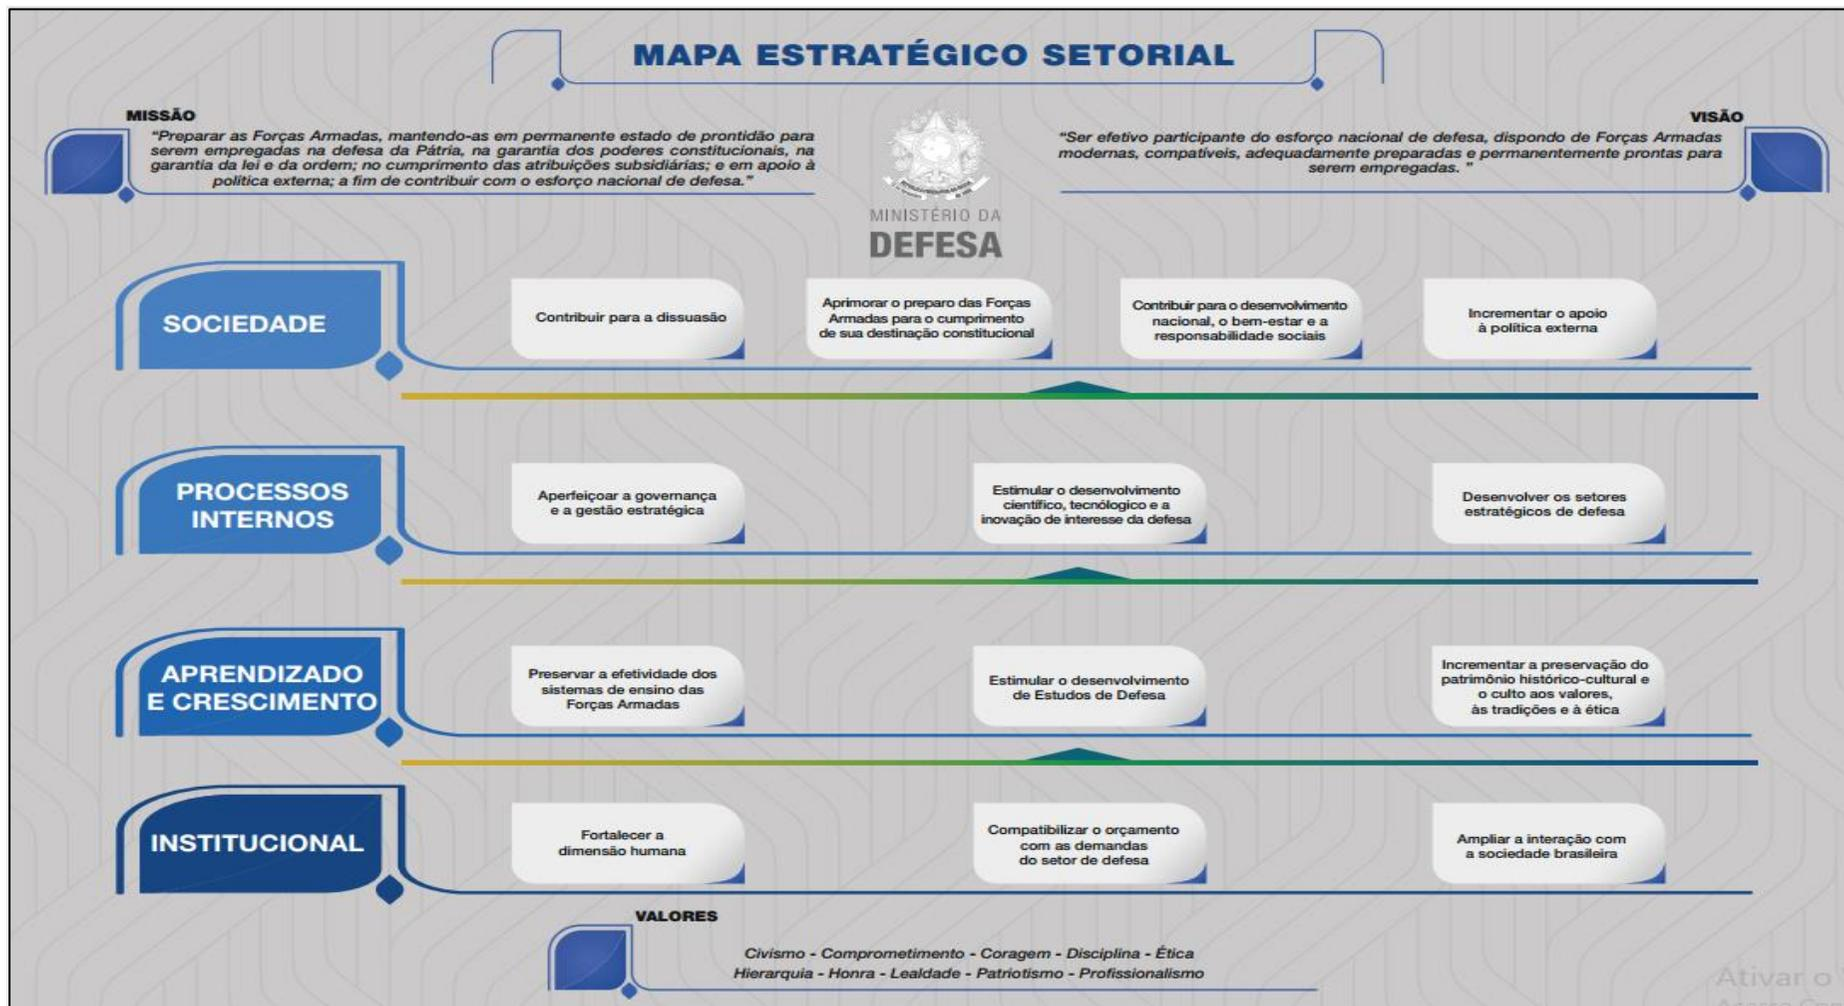 MAPA ESTRATÉGICO SETORIAL
MISSÃO
"Preparar as Forças Armadas, mantendo-as em permanente estado de prontidão para
serem empregadas na defesa da Pátria, na garantia dos poderes constitucionais, na
garantia da lei e da ordem; no cumprimento das atribuições subsidiárias; e em apoio à
política externa; a fim de contribuir com o esforço nacional de defesa."
VISÃO
"Ser efetivo participante do esforço nacional de defesa, dispondo de Forças Armadas
modernas, compatíveis, adequadamente preparadas e permanentemente prontas para
serem empregadas. "
MINISTÉRIO DA
DEFESA
SOCIEDADE
Contribuir para a dissuasão
Aprimorar o preparo das Forças
Armadas para o cumprimento
de sua destinação constitucional
Contribuir para o desenvolvimento
nacional, o bem-estar e a
responsabilidade sociais
Incrementar o apoio
à política externa
PROCESSOS
INTERNOS
Aperfeiçoar a governança
e a gestão estratégica
Estimular o desenvolvimento
científico, tecnólogico e a
inovação de interesse da defesa
Desenvolver os setores
estratégicos de defesa
APRENDIZADO
E CRESCIMENTO
Preservar a efetividade dos
sistemas de ensino das
Forças Armadas
Estimular o desenvolvimento
de Estudos de Defesa
Incrementar a preservação do
patrimônio histórico-cultural e
o culto aos valores,
às tradições e à ética
INSTITUCIONAL
Fortalecer a
dimensão humana
Compatibilizar o orçamento
com as demandas
do setor de defesa
Ampliar a interação com
a sociedade brasileira
VALORES
Civismo - Comprometimento - Coragem - Disciplina - Ética
Hierarquia - Honra - Lealdade - Patriotismo - Profissionalismo
Ativar o